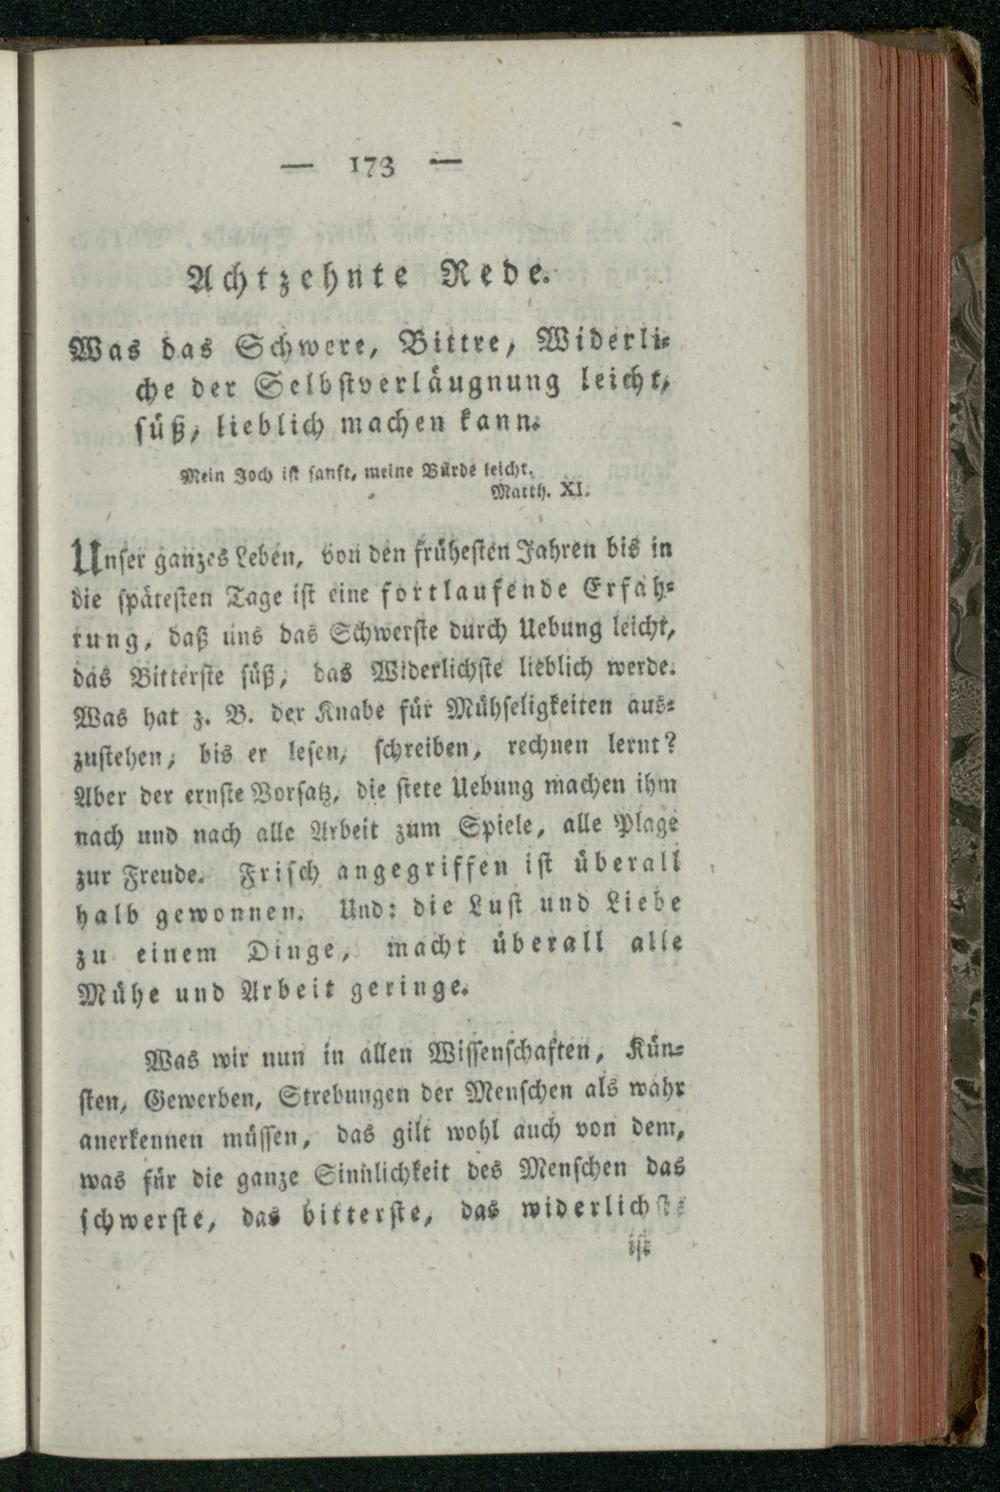 — 173 —
Achtzehnte Rede.
Was das Schwere, Bittre, Widerli-
che der Selbstverläugnung leicht,
süß, lieblich machen kann.
Mein Joch ist sanft, meine Bürde leicht.
Matth. XI.
Unser ganzes Leben, von den frühesten Jahren bis in
die spätesten Tage ist eine fortlaufende Erfah-
rung, daß uns das Schwerste durch Uebung leicht,
das Bitterste süß, das Widerlichste lieblich werde.
Was hat z. B. der Knabe für Mühseligkeiten aus-
zustehen, bis er lesen, schreiben, rechnen lernt?
Aber der ernste Vorsatz, die stete Uebung machen ihm
nach und nach alle Arbeit zum Spiele, alle Plage
zur Freude. Frisch angegriffen ist überall
halb gewonnen. Und: die Lust und Liebe
zu einem Dinge, macht überall alle
Mühe und Arbeit geringe.
Was wir nun in allen Wissenschaften, Kün-
sten, Gewerben, Strebungen der Menschen als wahr
anerkennen müssen, das gilt wohl auch von dem,
was für die ganze Sinnlichkeit des Menschen das
schwerste, das bitterste, das widerlichste
ist